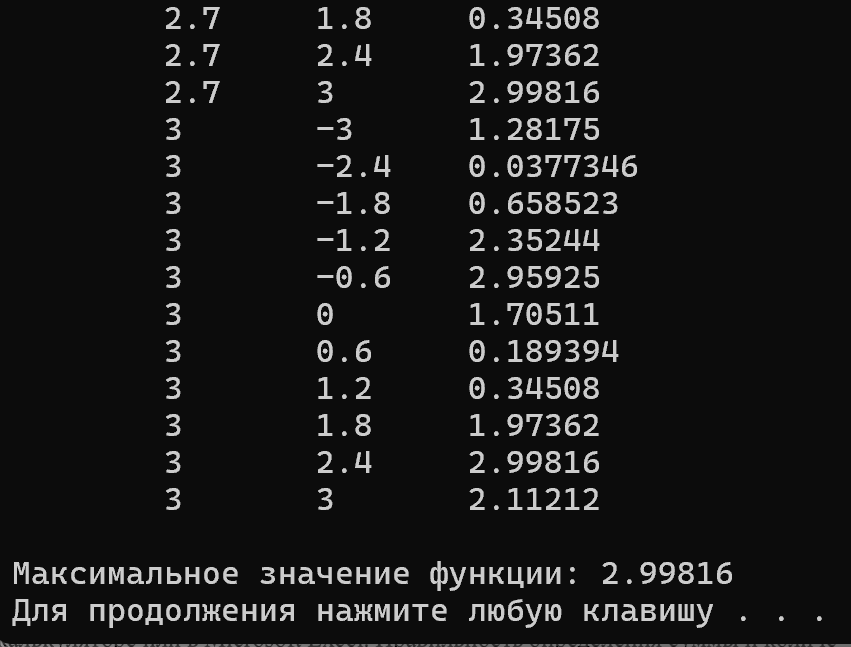 2.7 1.8 0.34508
2.7 2.4 1.97362
2.7 3 2.99816
3 -3 1.28175
3 -2.4 0.0377346
3 -1.8 0.658523
3 -1.2 2.35244
3 -0.6 2.95925
3 0 1.70511
3 0.6 0.189394
3 1.2 0.34508
3 1.8 1.97362
3 2.4 2.99816
3 3 2.11212
Максимальное значение функции: 2.99816
Для продолжения нажмите любую клавишу . . .